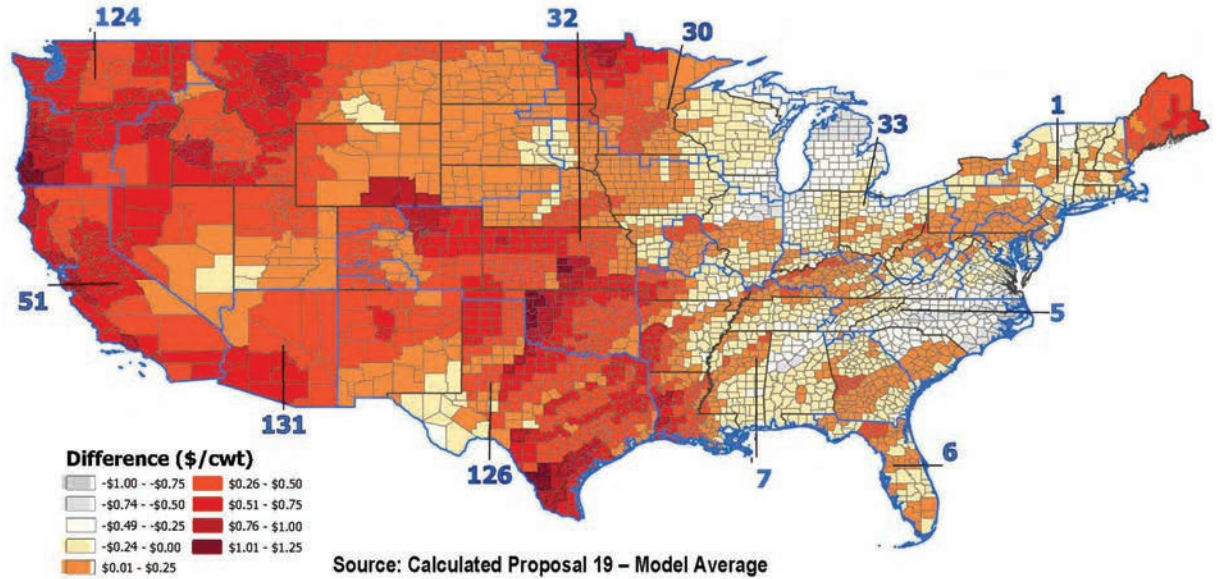 124
32
30
1
33
51
5
131
126
7
6
Difference ($/cwt)
-$1.00 - -$0.75
-$0.74 - -$0.50
-$0.49 - -$0.25
-$0.24 - $0.00
$0.01 - $0.25
$0.26 - $0.50
$0.51 - $0.75
$0.76 - $1.00
$1.01 - $1.25
Source: Calculated Proposal 19 – Model Average